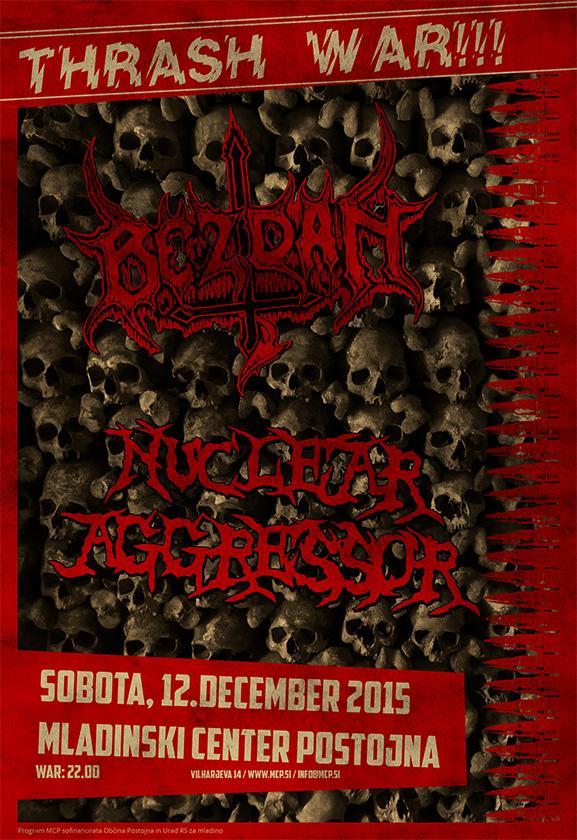 THRASH WAR!!!
BEZDAN
NUCLEAR
AGGRESSOR
SOBOTA, 12.DECEMBER 2015
MLADINSKI CENTER POSTOJNA
WAR: 22.00
VILHARJEVA 14 / WWW.MCP.SI / INFO@MCP.SI
Program MCP sofinancirata Občina Postojna in Urad RS za mladino